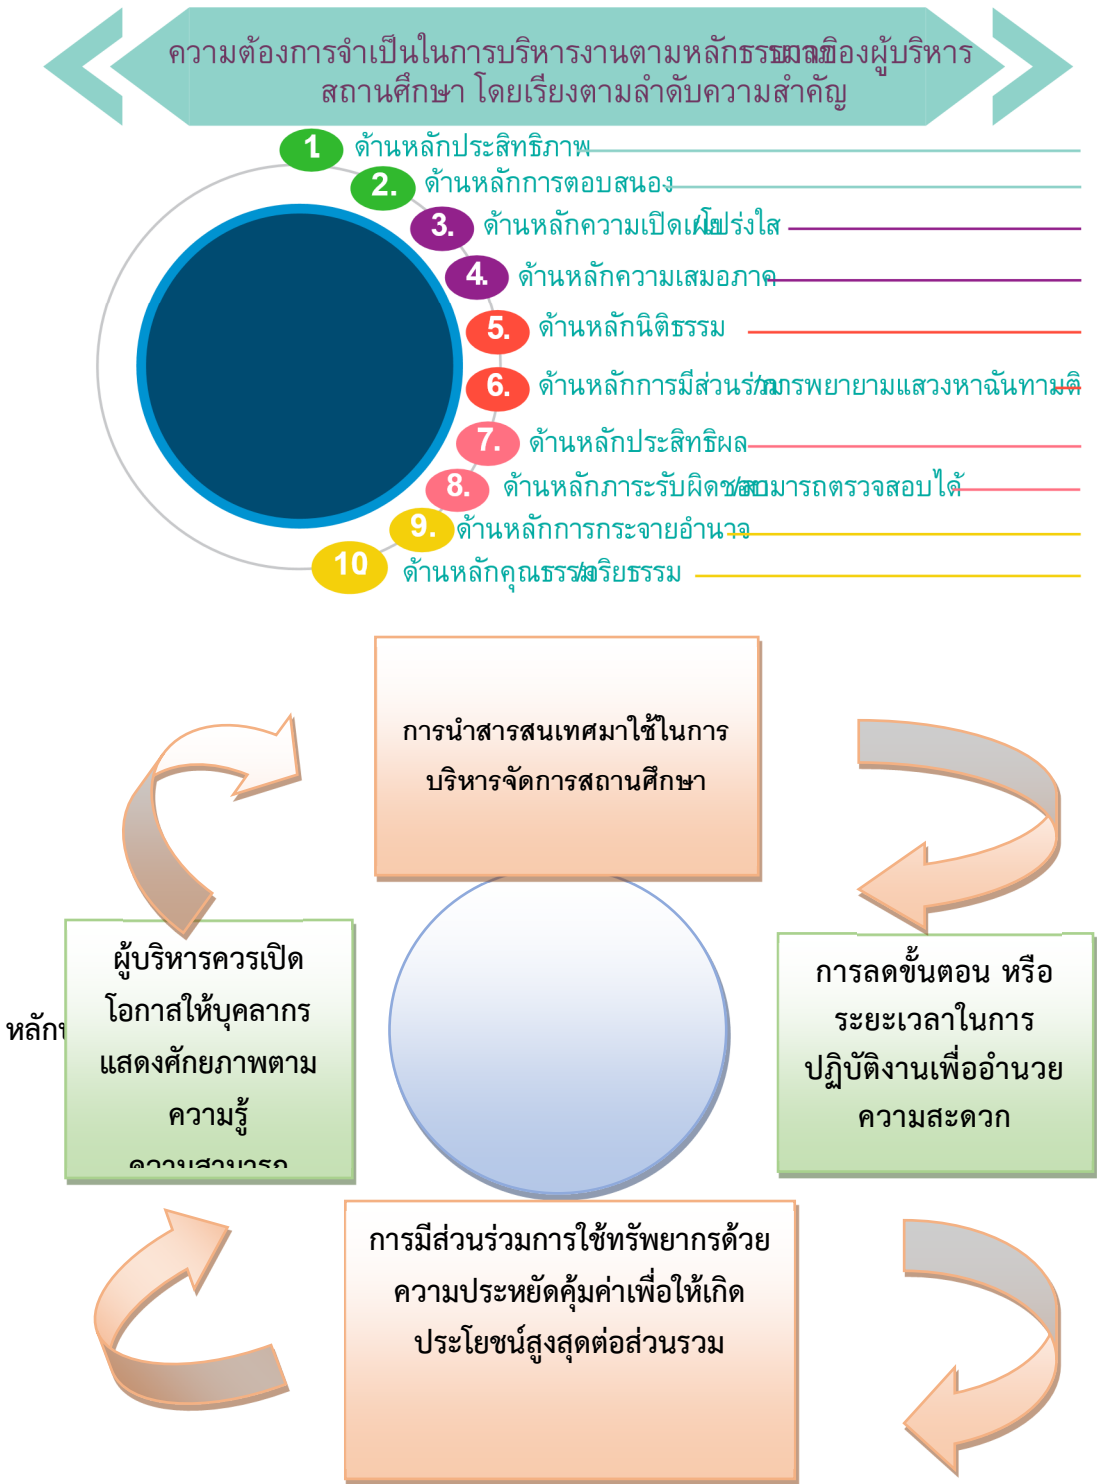 ความต้องการจำเป็นในการบริหารงานตามหลักธรรมาภิบาลของผู้บริหาร
สถานศึกษา โดยเรียงตามลำดับความสำคัญ
1. ด้านหลักประสิทธิภาพ
2. ด้านหลักการตอบสนอง
3. ด้านหลักความเปิดเผย/โปร่งใส
4. ด้านหลักความเสมอภาค
5. ด้านหลักนิติธรรม
6. ด้านหลักการมีส่วนร่วม/การพยายามแสวงหาฉันทามติ
7. ด้านหลักประสิทธิผล
8. ด้านหลักภาระรับผิดชอบ/สามารถตรวจสอบได้
9. ด้านหลักการกระจายอำนาจ
10 ด้านหลักคุณธรรม/จริยธรรม
การนำสารสนเทศมาใช้ในการ
บริหารจัดการสถานศึกษา
ผู้บริหารควรเปิด
โอกาสให้บุคลากร
แสดงศักยภาพตาม
ความรู้
ความสามารถ
หลัก
การลดขั้นตอน หรือ
ระยะเวลาในการ
ปฏิบัติงานเพื่ออำนวย
ความสะดวก
การมีส่วนร่วมการใช้ทรัพยากรด้วย
ความประหยัดคุ้มค่าเพื่อให้เกิด
ประโยชน์สูงสุดต่อส่วนรวม